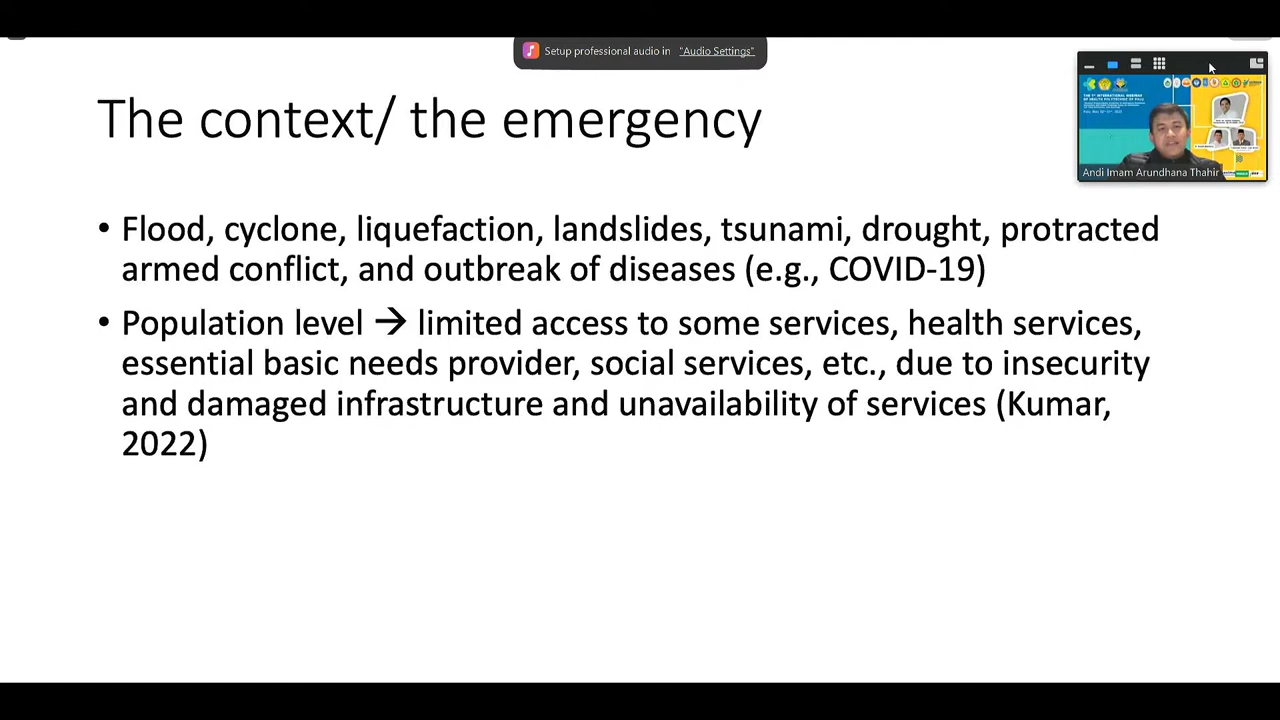 Setup professional audio in "Audio Settings"
The context/ the emergency
Andi Imam Arundhana Thahir
• Flood, cyclone, liquefaction, landslides, tsunami, drought, protracted
armed conflict, and outbreak of diseases (e.g., COVID-19)
• Population level → limited access to some services, health services,
essential basic needs provider, social services, etc., due to insecurity
and damaged infrastructure and unavailability of services (Kumar,
2022)